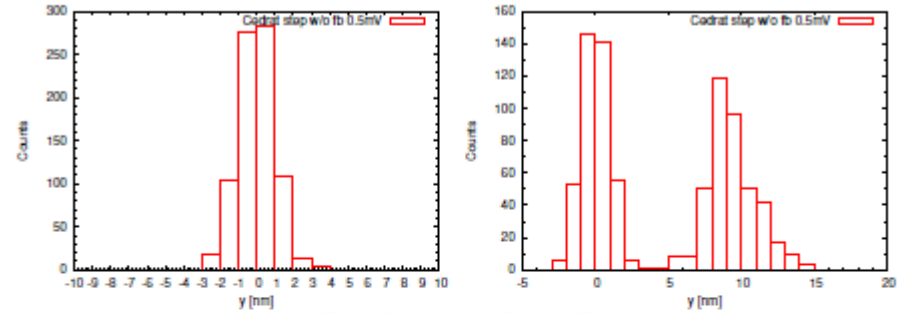 Cedrat step w/o fb 0.5mV
300
250
200
150
100
50
0
Counts
-10 -9 -8 -7 -6 -5 -4 -3 -2 -1 0 1 2 3 4 5 6 7 8 9 10
y [nm]
Cedrat step w/o fb 0.5mV
160
140
120
100
80
60
40
20
0
Counts
-5 0 5 10 15 20
y [nm]